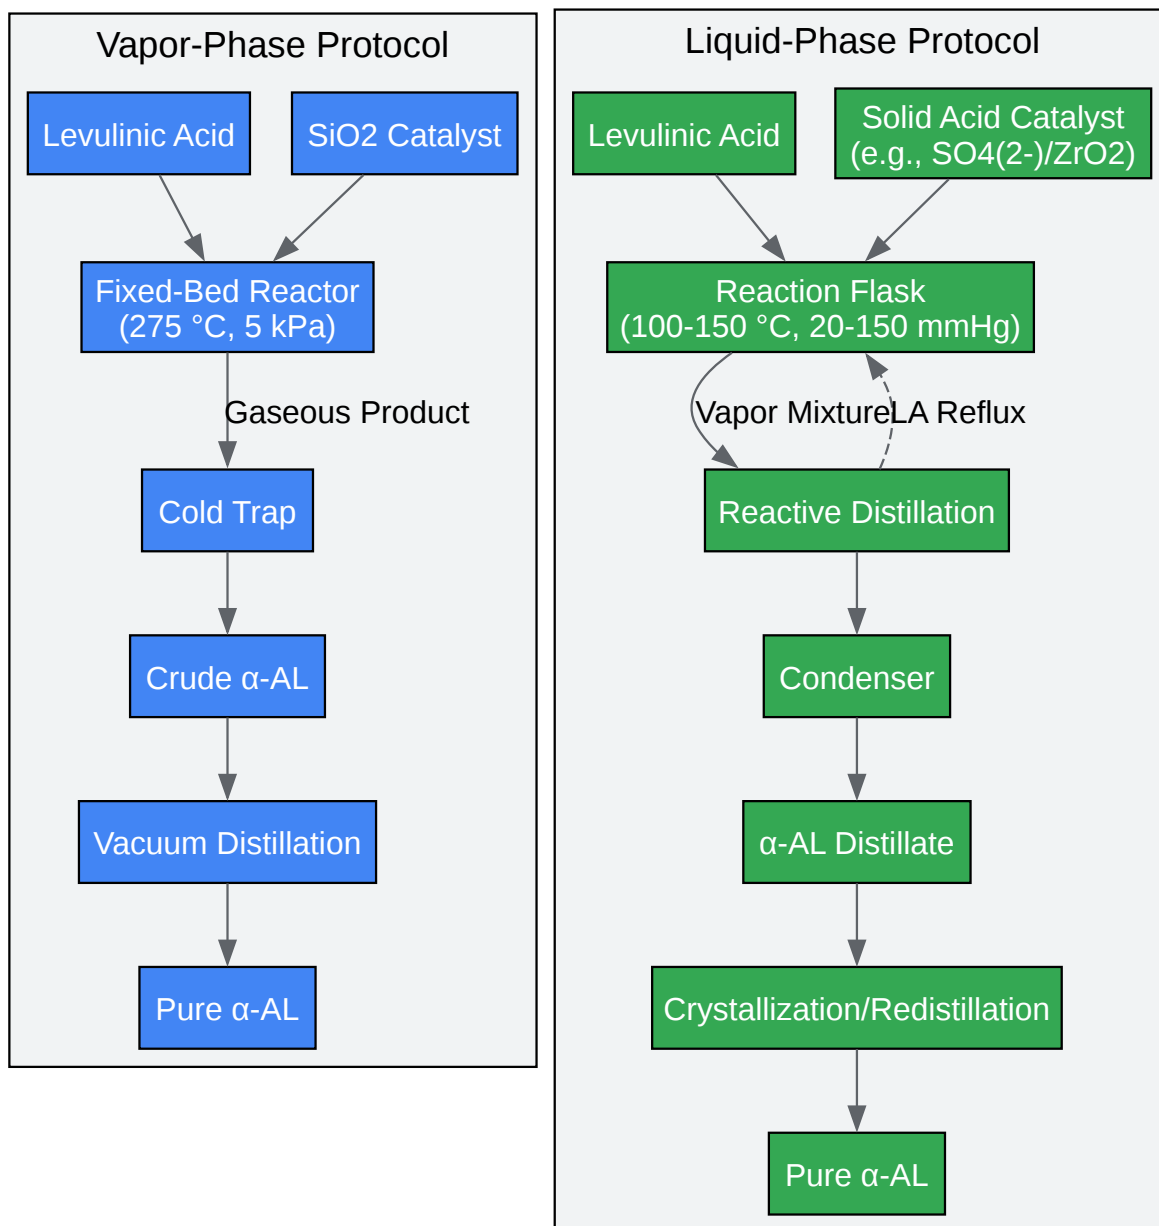 Vapor-Phase Protocol
Levulinic Acid
SiO2 Catalyst
Fixed-Bed Reactor
(275 °C, 5 kPa)
Gaseous Product
Cold Trap
Crude α-AL
Vacuum Distillation
Pure α-AL
Liquid-Phase Protocol
Levulinic Acid
Solid Acid Catalyst
(e.g., SO4(2-)/ZrO2)
Reaction Flask
(100-150 °C, 20-150 mmHg)
Vapor Mixture
LA Reflux
Reactive Distillation
Condenser
α-AL Distillate
Crystallization/Redistillation
Pure α-AL